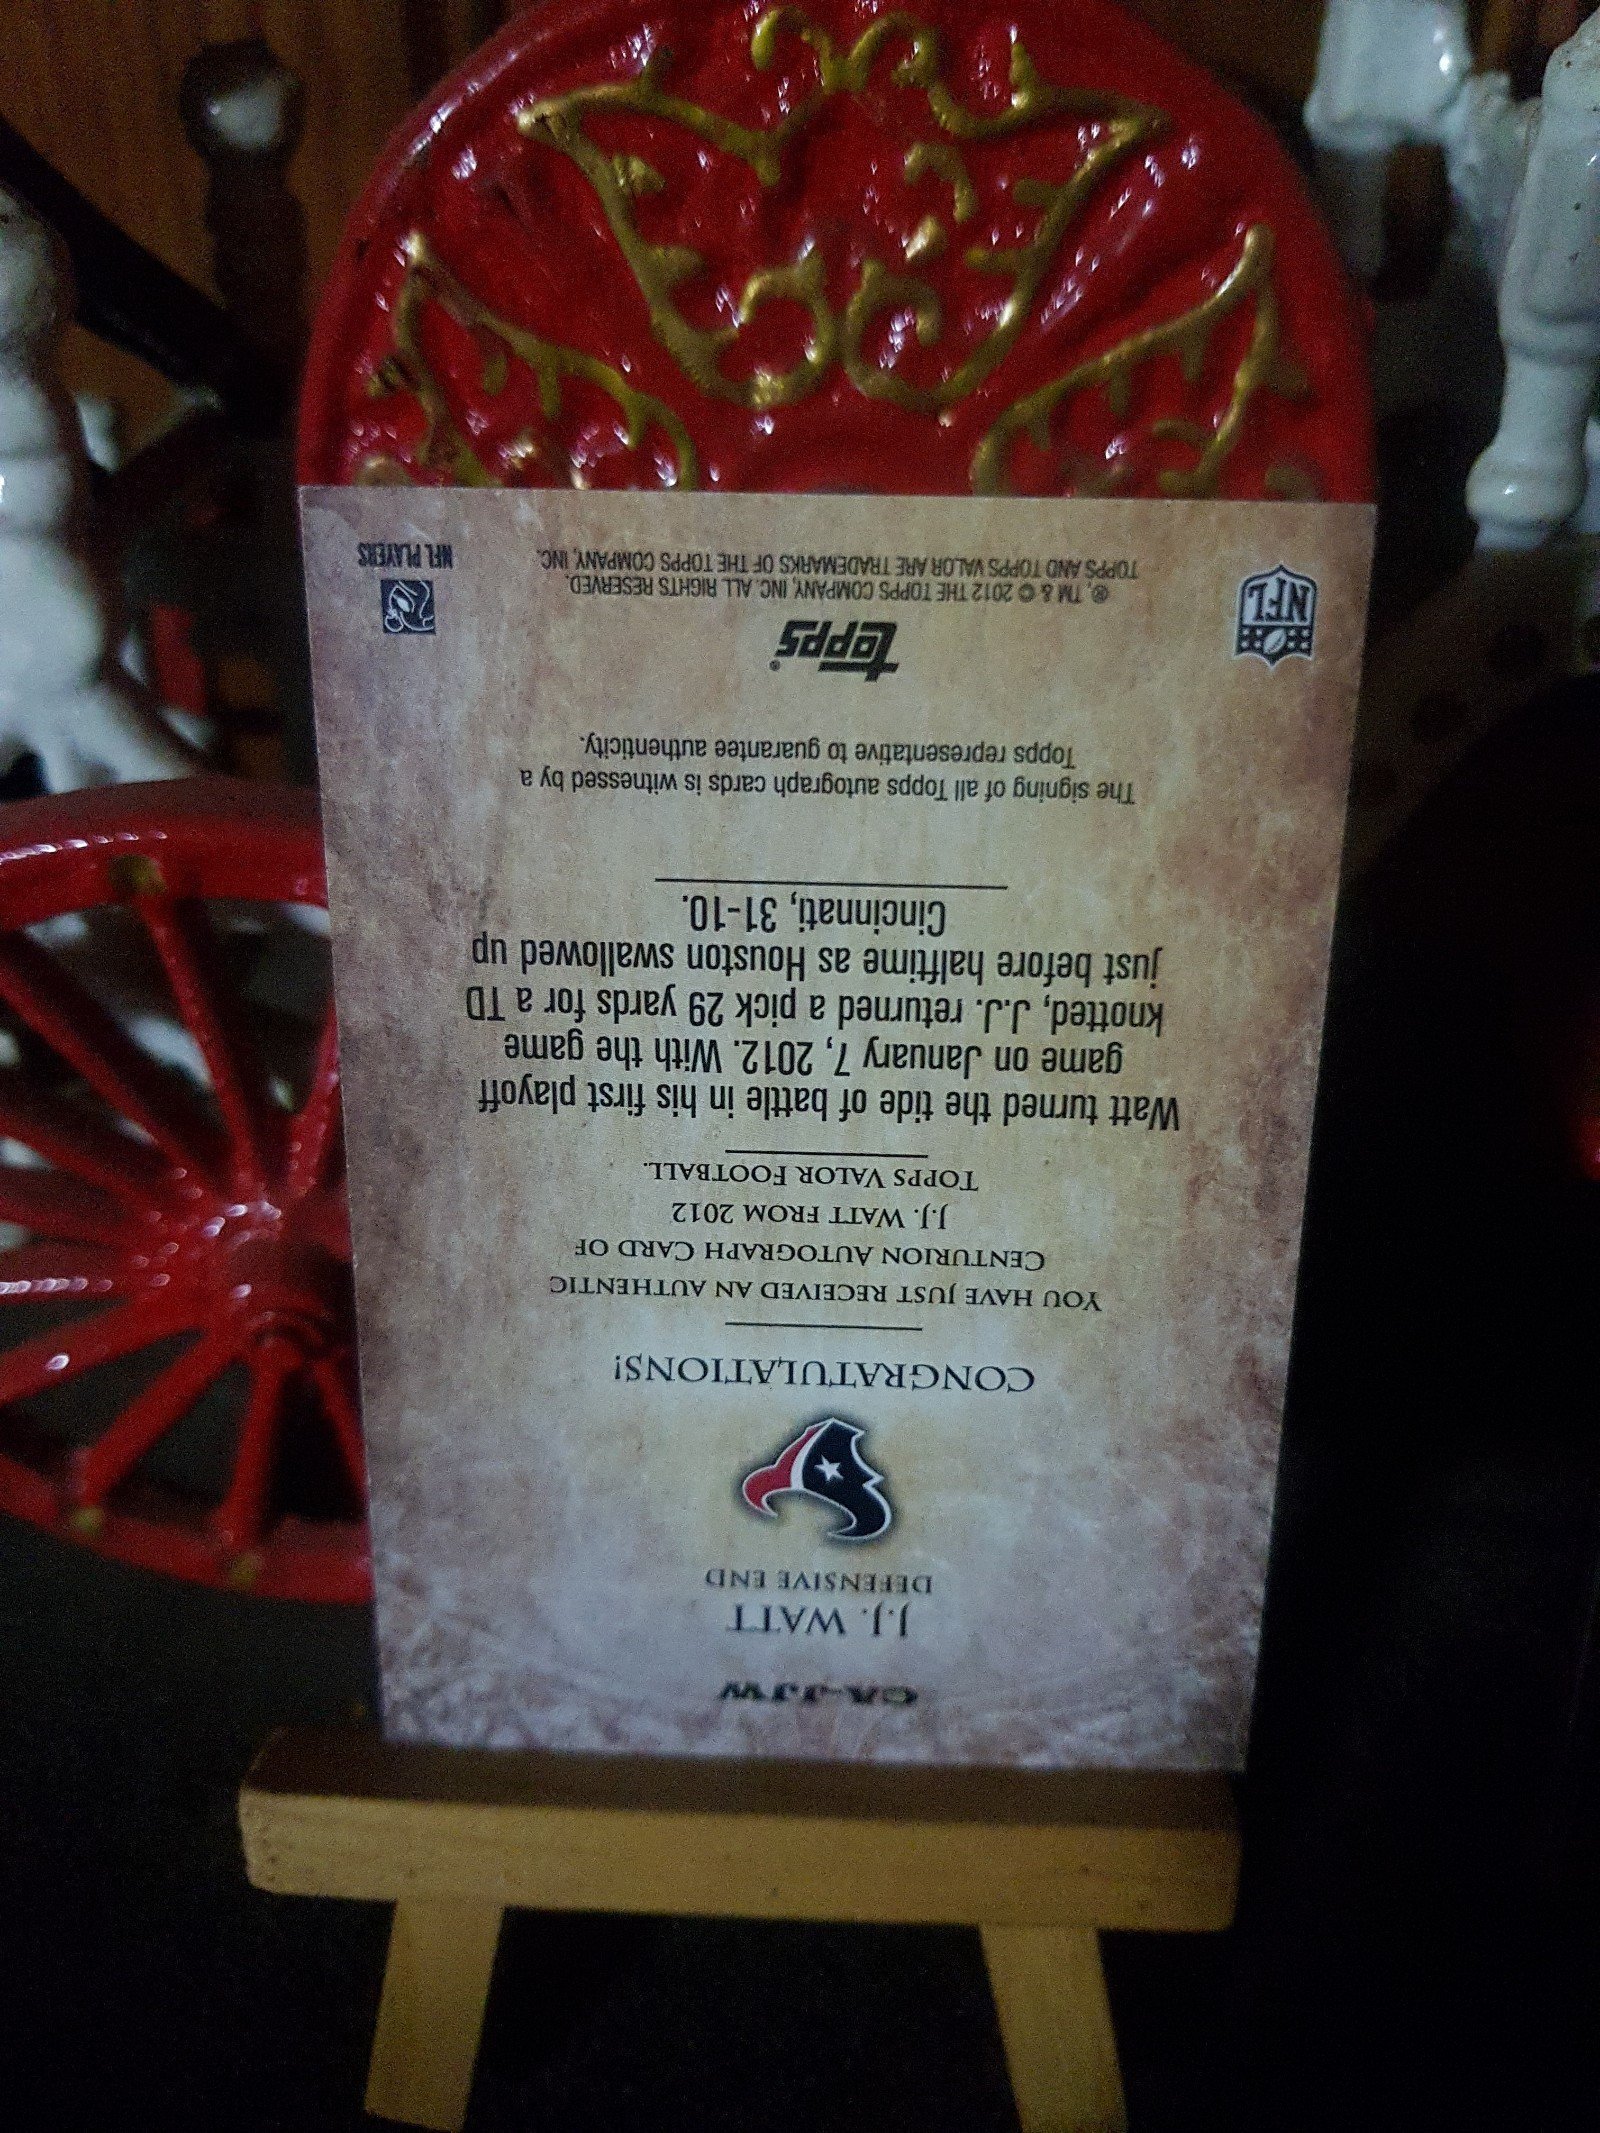 CA-JJW
J.J. WATT
DEFENSIVE END
CONGRATULATIONS!
YOU HAVE JUST RECEIVED AN AUTHENTIC
CENTURION AUTOGRAPH CARD OF
J.J. WATT FROM 2012
TOPPS VALOR FOOTBALL.
Watt turned the tide of battle in his first playoff
game on January 7, 2012. With the game
knotted, J.J. returned a pick 29 yards for a TD
just before halftime as Houston swallowed up
Cincinnati, 31-10.
The signing of all Topps autograph cards is witnessed by a
Topps representative to guarantee authenticity.
NFL
topps®
®, TM & © 2012 THE TOPPS COMPANY, INC. ALL RIGHTS RESERVED.
TOPPS AND TOPPS VALOR ARE TRADEMARKS OF THE TOPPS COMPANY, INC.
NFL PLAYERS